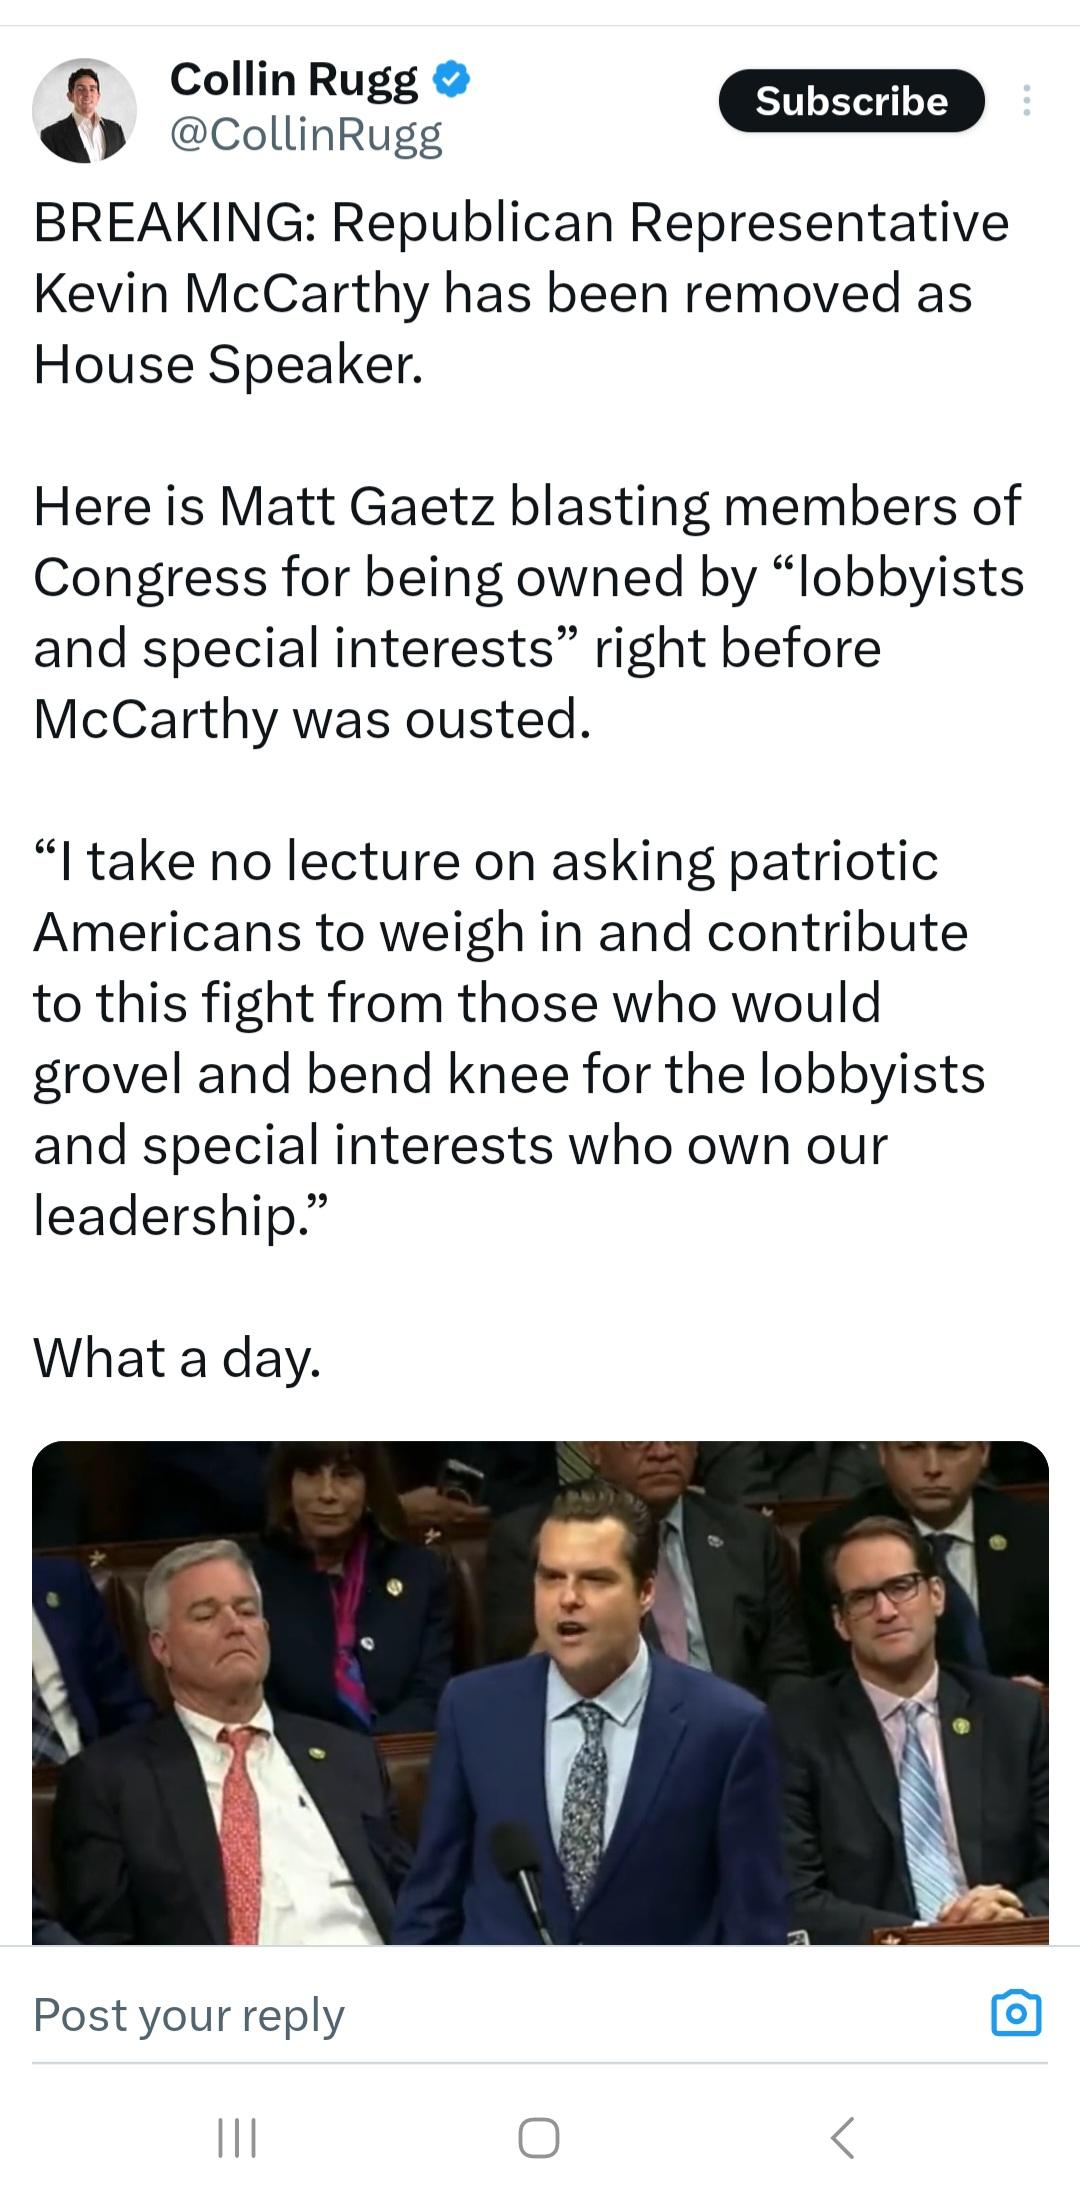 Collin Rugg
@CollinRugg
Subscribe
BREAKING: Republican Representative
Kevin McCarthy has been removed as
House Speaker.
Here is Matt Gaetz blasting members of
Congress for being owned by “lobbyists
and special interests” right before
McCarthy was ousted.
“I take no lecture on asking patriotic
Americans to weigh in and contribute
to this fight from those who would
grovel and bend knee for the lobbyists
and special interests who own our
leadership.”
What a day.
Post your reply